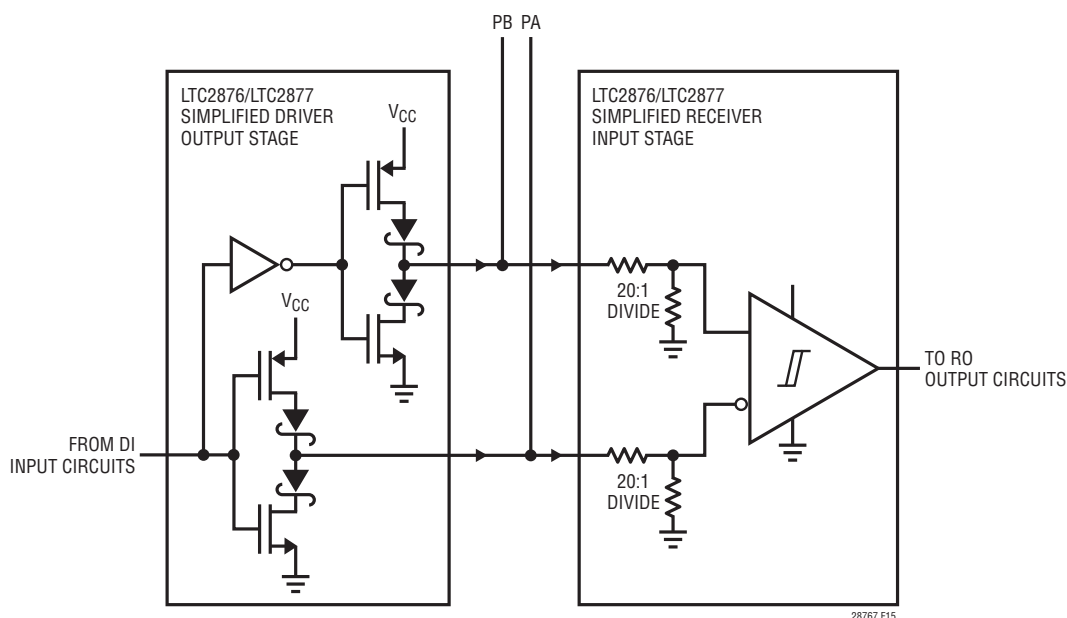 PB PA
LTC2876/LTC2877
SIMPLIFIED DRIVER
OUTPUT STAGE
VCC
VCC
FROM DI
INPUT CIRCUITS
LTC2876/LTC2877
SIMPLIFIED RECEIVER
INPUT STAGE
20:1
DIVIDE
20:1
DIVIDE
TO RO
OUTPUT CIRCUITS
28767 F15